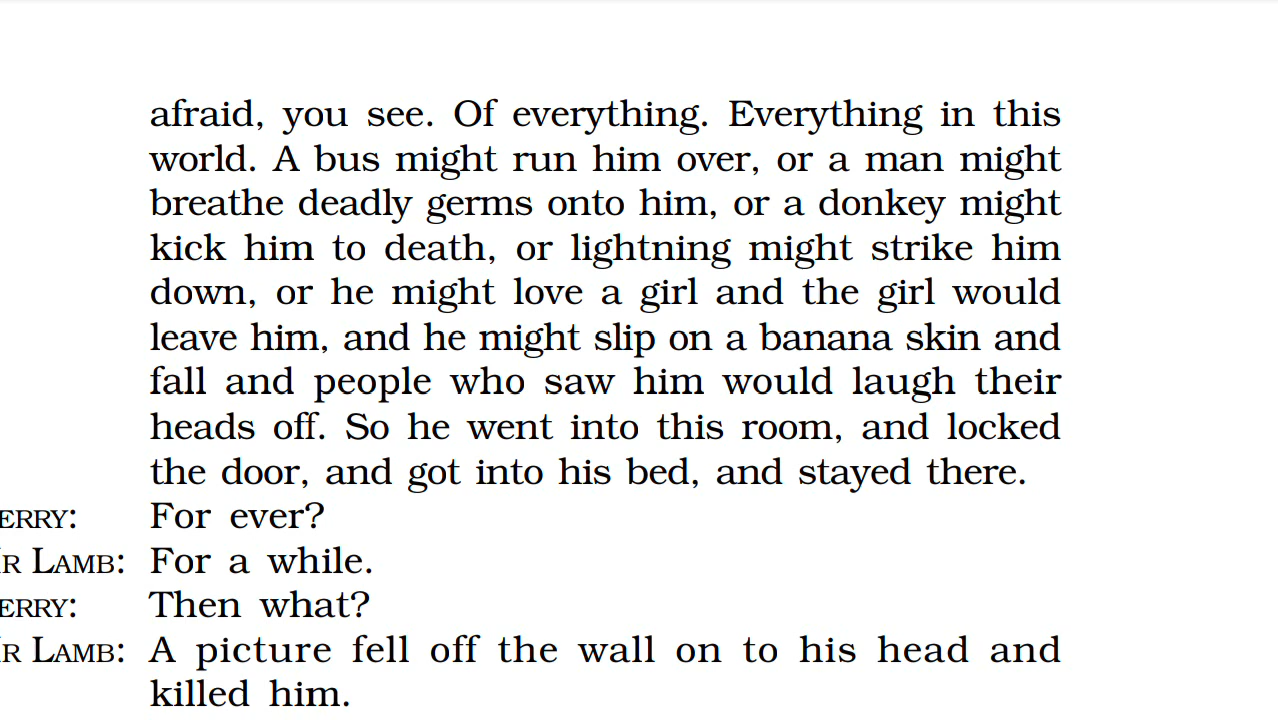 afraid, you see. Of everything. Everything in this
world. A bus might run him over, or a man might
breathe deadly germs onto him, or a donkey might
kick him to death, or lightning might strike him
down, or he might love a girl and the girl would
leave him, and he might slip on a banana skin and
fall and people who saw him would laugh their
heads off. So he went into this room, and locked
the door, and got into his bed, and stayed there.
ERRY: For ever?
R LAMB: For a while.
ERRY: Then what?
R LAMB: A picture fell off the wall on to his head and
killed him.